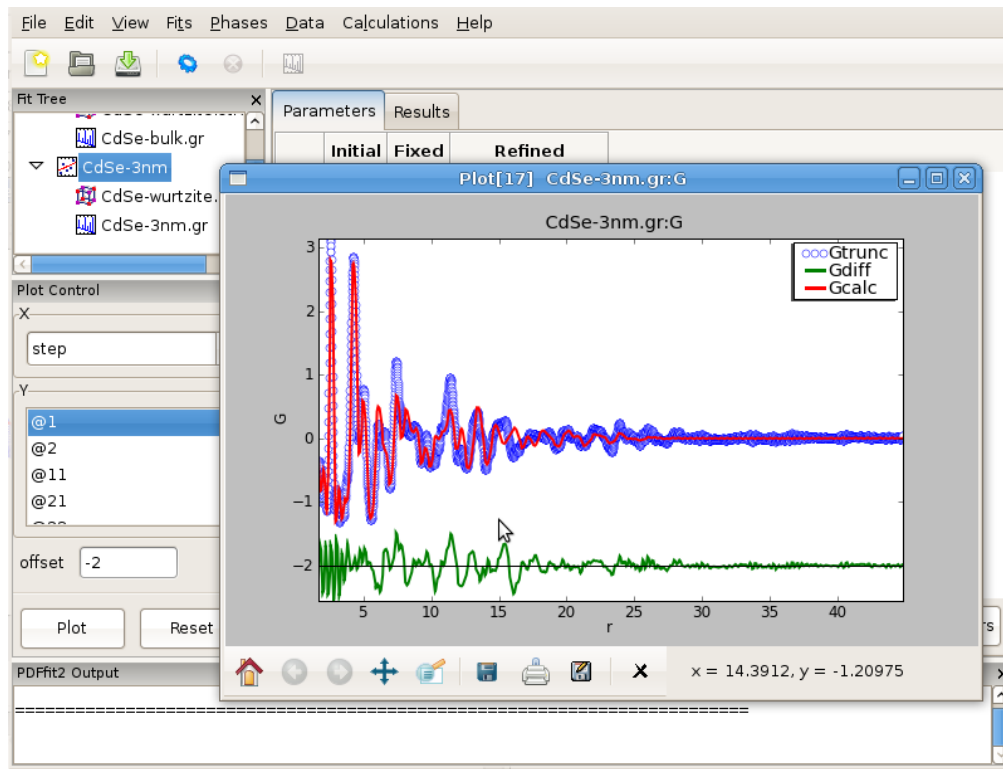 File Edit View Fits Phases Data Calculations Help
Fit Tree x
Parameters Results
CdSe-bulk.gr
Initial Fixed Refined
CdSe-3nm
Plot[17] CdSe-3nm.gr:G
CdSe-wurtzite.
CdSe-3nm.gr
CdSe-3nm.gr:G
Gtrunc
Gdiff
Gcalc
3
2
1
0
−1
−2
G
5 10 15 20 25 30 35 40
r
Plot Control
X
step
Y
@1
@2
@11
@21
offset -2
Plot Reset
x = 14.3912, y = -1.20975
PDFfit2 Output
==========================================================================